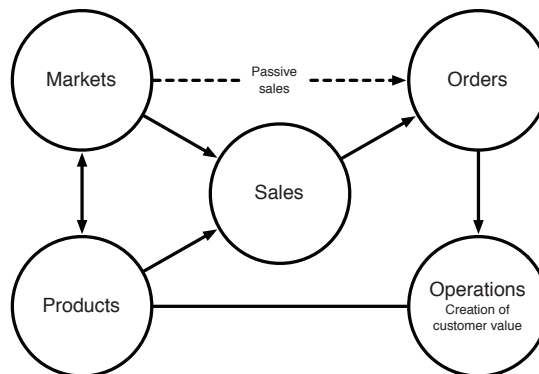 Markets
Passive
sales
Orders
Sales
Products
Operations
Creation of
customer value